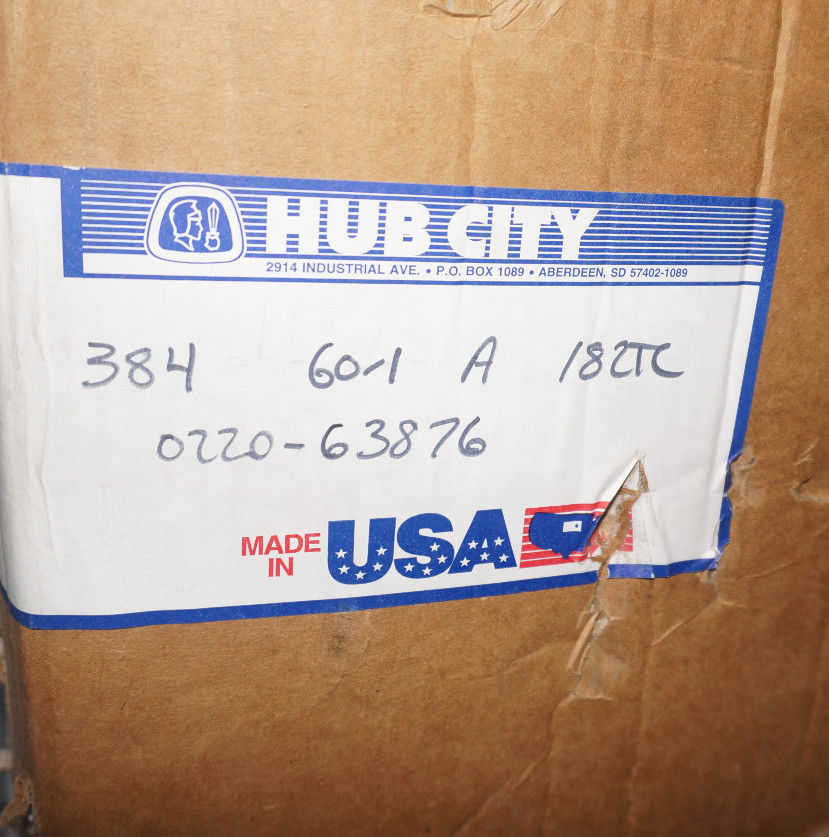 HUB CITY
2914 INDUSTRIAL AVE. • P.O. BOX 1089 • ABERDEEN, SD 57402-1089
384 60-1 A 182TC
0220-63876
MADE IN USA